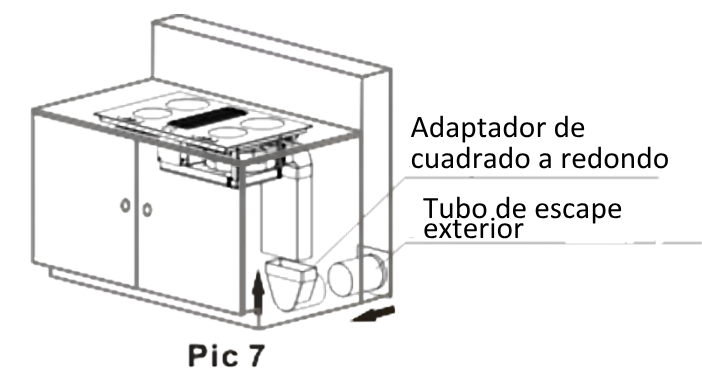 Adaptador de
cuadrado a redondo
Tubo de escape
exterior
Pic 7